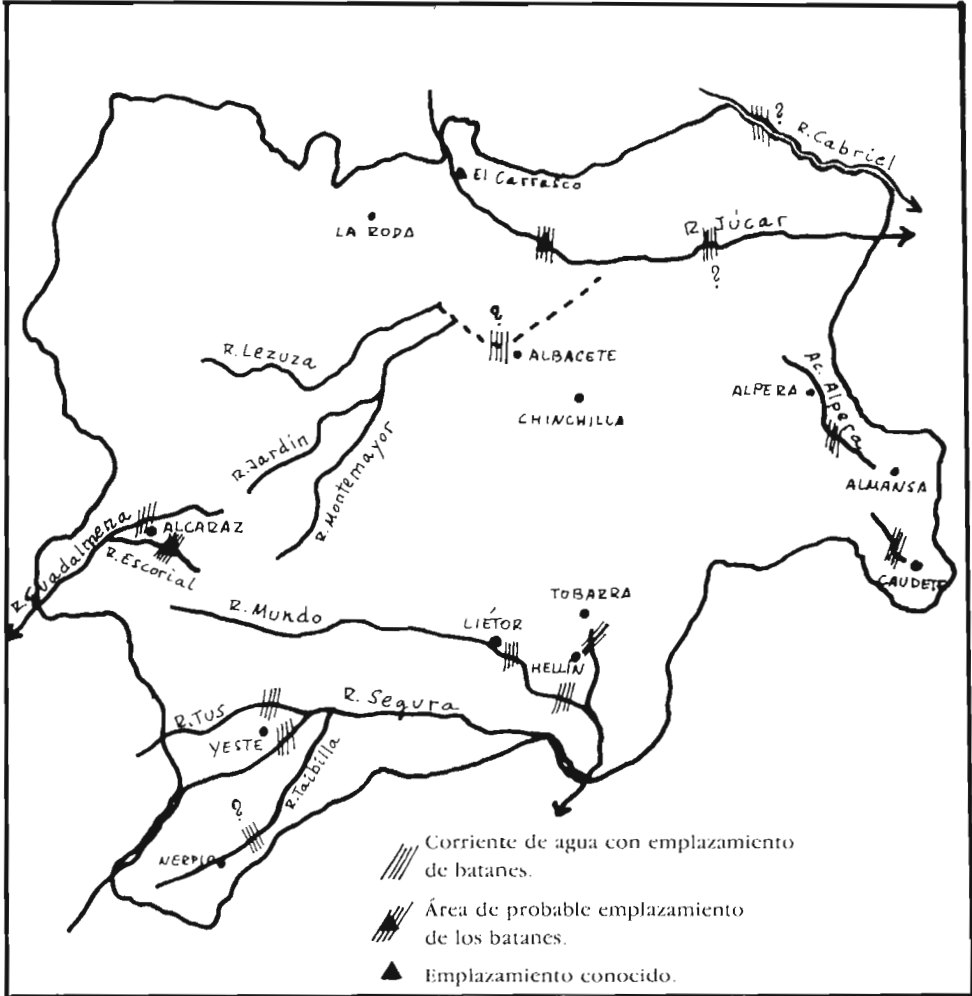 ?
R. Cabriel
El Carrasco
LA RODA
R. Júcar
?
?
R. Lezuza
ALBACETE
Ac. Alpera
ALPERA
CHINCHILLA
R. Jardín
R. Montemayor
ALMANSA
R. Guadalmena
ALCARAZ
R. Escorial
CAUDETE
R. Mundo
TOBARRA
LIÉTOR
HELLÍN
R. Segura
R. Tus
YESTE
R. Taibilla
?
NERPIO
Corriente de agua con emplazamiento
de batanes.
Área de probable emplazamiento
de los batanes.
Emplazamiento conocido.